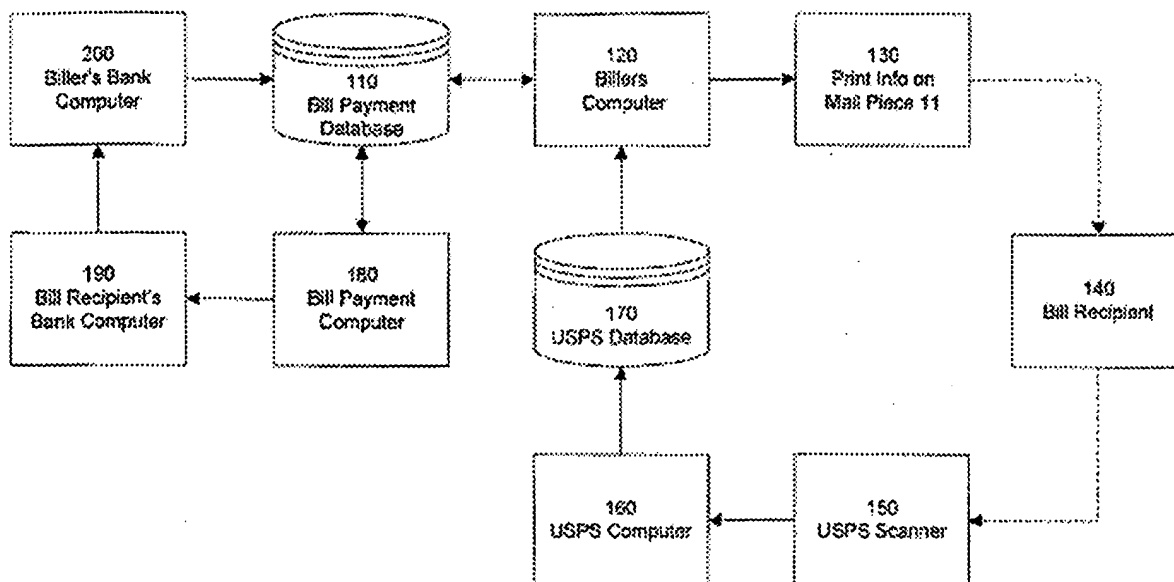 200
Biller's Bank
Computer
110
Bill Payment
Database
120
Billers
Computer
130
Print Info on
Mail Piece 11
190
Bill Recipient's
Bank Computer
180
Bill Payment
Computer
170
USPS Database
140
Bill Recipient
160
USPS Computer
150
USPS Scanner